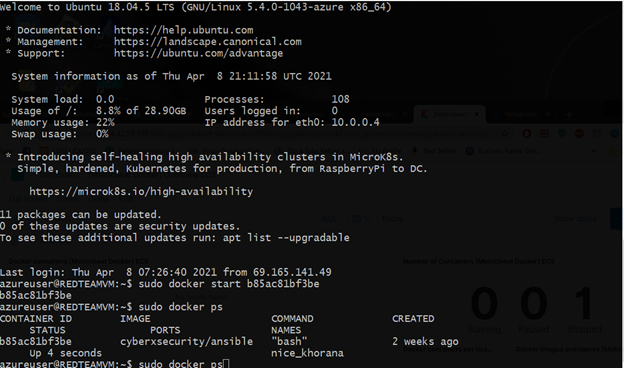 Welcome to Ubuntu 18.04.5 LTS (GNU/Linux 5.4.0-1043-azure x86_64)
* Documentation: https://help.ubuntu.com
* Management: https://landscape.canonical.com
* Support: https://ubuntu.com/advantage
System information as of Thu Apr 8 21:11:58 UTC 2021
System load: 0.0 Processes: 108
Usage of /: 8.8% of 28.90GB Users logged in: 0
Memory usage: 22% IP address for eth0: 10.0.0.4
Swap usage: 0%
* Introducing self-healing high availability clusters in MicroK8s.
Simple, hardened, Kubernetes for production, from RaspberryPi to DC.
https://microk8s.io/high-availability
11 packages can be updated.
0 of these updates are security updates.
To see these additional updates run: apt list --upgradable
Last login: Thu Apr 8 07:26:40 2021 from 69.165.141.49
azureuser@REDTEAMVM:~$ sudo docker start b85ac81bf3be
b85ac81bf3be
azureuser@REDTEAMVM:~$ sudo docker ps
CONTAINER ID IMAGE COMMAND CREATED
STATUS PORTS NAMES
b85ac81bf3be cyberxsecurity/ansible "bash" 2 weeks ago
Up 4 seconds nice_khorana
azureuser@REDTEAMVM:~$ sudo docker ps
0 0 1